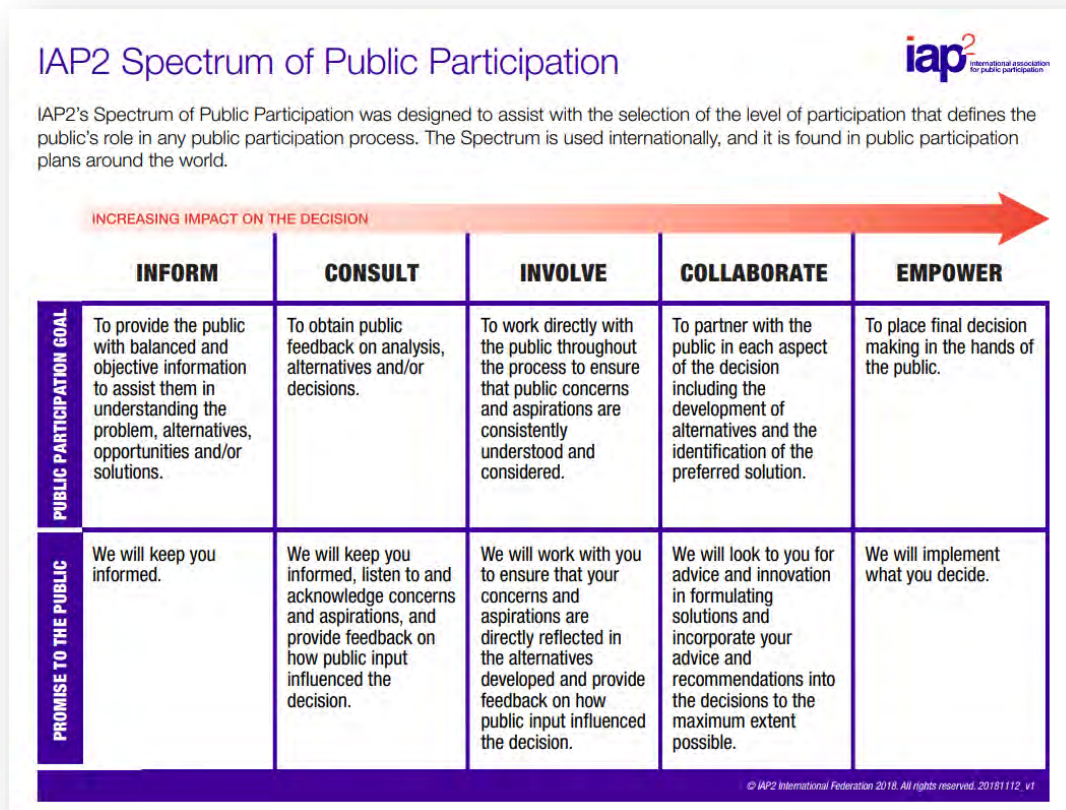 IAP2 Spectrum of Public Participation
iap2
international association
for public participation
IAP2's Spectrum of Public Participation was designed to assist with the selection of the level of participation that defines the
public's role in any public participation process. The Spectrum is used internationally, and it is found in public participation
plans around the world.
INCREASING IMPACT ON THE DECISION
INFORM
CONSULT
INVOLVE
COLLABORATE
EMPOWER
PUBLIC PARTICIPATION GOAL
To provide the public
with balanced and
objective information
to assist them in
understanding the
problem, alternatives,
opportunities and/or
solutions.
To obtain public
feedback on analysis,
alternatives and/or
decisions.
To work directly with
the public throughout
the process to ensure
that public concerns
and aspirations are
consistently
understood and
considered.
To partner with the
public in each aspect
of the decision
including the
development of
alternatives and the
identification of the
preferred solution.
To place final decision
making in the hands of
the public.
PROMISE TO THE PUBLIC
We will keep you
informed.
We will keep you
informed, listen to and
acknowledge concerns
and aspirations, and
provide feedback on
how public input
influenced the
decision.
We will work with you
to ensure that your
concerns and
aspirations are
directly reflected in
the alternatives
developed and provide
feedback on how
public input influenced
the decision.
We will look to you for
advice and innovation
in formulating
solutions and
incorporate your
advice and
recommendations into
the decisions to the
maximum extent
possible.
We will implement
what you decide.
© IAP2 International Federation 2018. All rights reserved. 20181112_v1